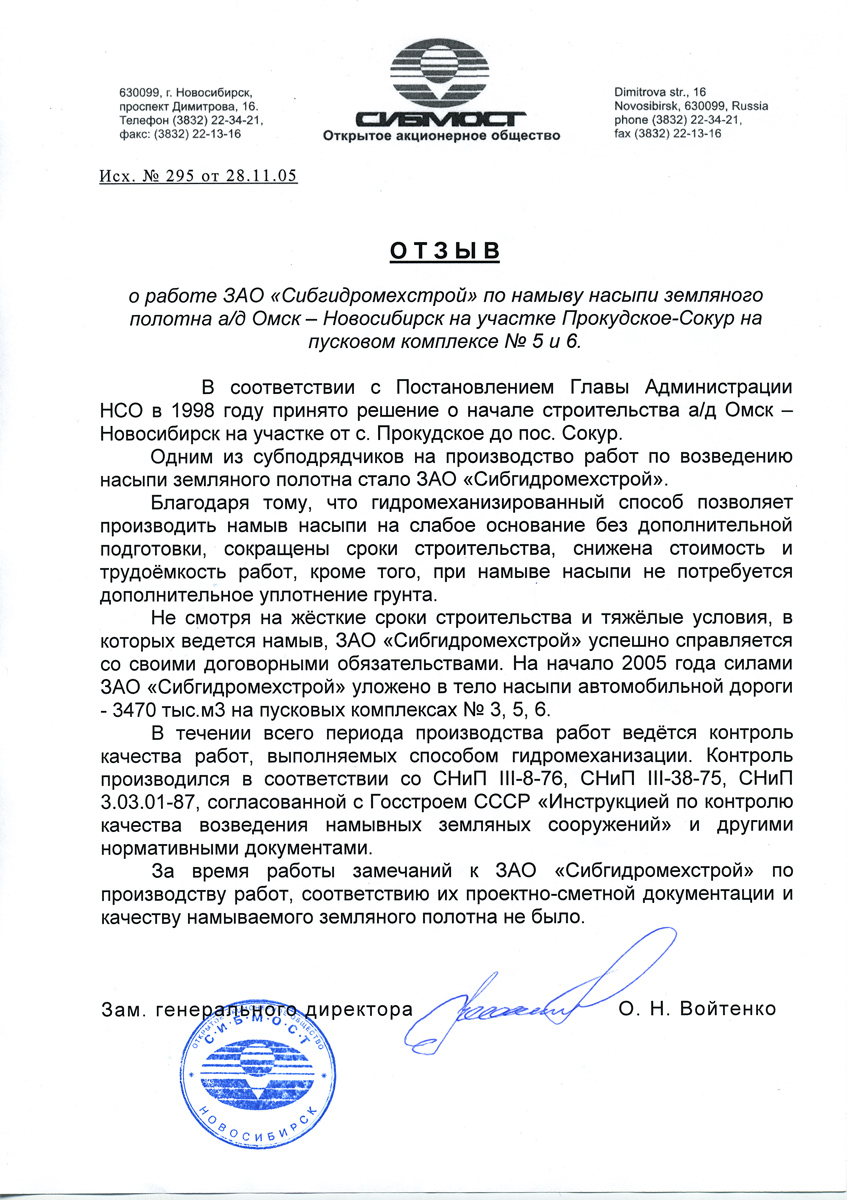 630099, г. Новосибирск,
проспект Димитрова, 16.
Телефон (3832) 22-34-21,
факс: (3832) 22-13-16
СИБМОСТ
Открытое акционерное общество
Dimitrova str., 16
Novosibirsk, 630099, Russia
phone (3832) 22-34-21,
fax (3832) 22-13-16
Исх. № 295 от 28.11.05
О Т З Ы В
о работе ЗАО «Сибгидромехстрой» по намыву насыпи земляного
полотна а/д Омск – Новосибирск на участке Прокудское-Сокур на
пусковом комплексе № 5 и 6.
В соответствии с Постановлением Главы Администрации
НСО в 1998 году принято решение о начале строительства а/д Омск –
Новосибирск на участке от с. Прокудское до пос. Сокур.
Одним из субподрядчиков на производство работ по возведению
насыпи земляного полотна стало ЗАО «Сибгидромехстрой».
Благодаря тому, что гидромеханизированный способ позволяет
производить намыв насыпи на слабое основание без дополнительной
подготовки, сокращены сроки строительства, снижена стоимость и
трудоёмкость работ, кроме того, при намыве насыпи не потребуется
дополнительное уплотнение грунта.
Не смотря на жёсткие сроки строительства и тяжёлые условия, в
которых ведется намыв, ЗАО «Сибгидромехстрой» успешно справляется
со своими договорными обязательствами. На начало 2005 года силами
ЗАО «Сибгидромехстрой» уложено в тело насыпи автомобильной дороги
- 3470 тыс.м3 на пусковых комплексах № 3, 5, 6.
В течении всего периода производства работ ведётся контроль
качества работ, выполняемых способом гидромеханизации. Контроль
производился в соответствии со СНиП III-8-76, СНиП III-38-75, СНиП
3.03.01-87, согласованной с Госстроем СССР «Инструкцией по контролю
качества возведения намывных земляных сооружений» и другими
нормативными документами.
За время работы замечаний к ЗАО «Сибгидромехстрой» по
производству работ, соответствию их проектно-сметной документации и
качеству намываемого земляного полотна не было.
Зам. генерального директора О. Н. Войтенко
С·И·Б·М·О·С·Т
НОВОСИБИРСК